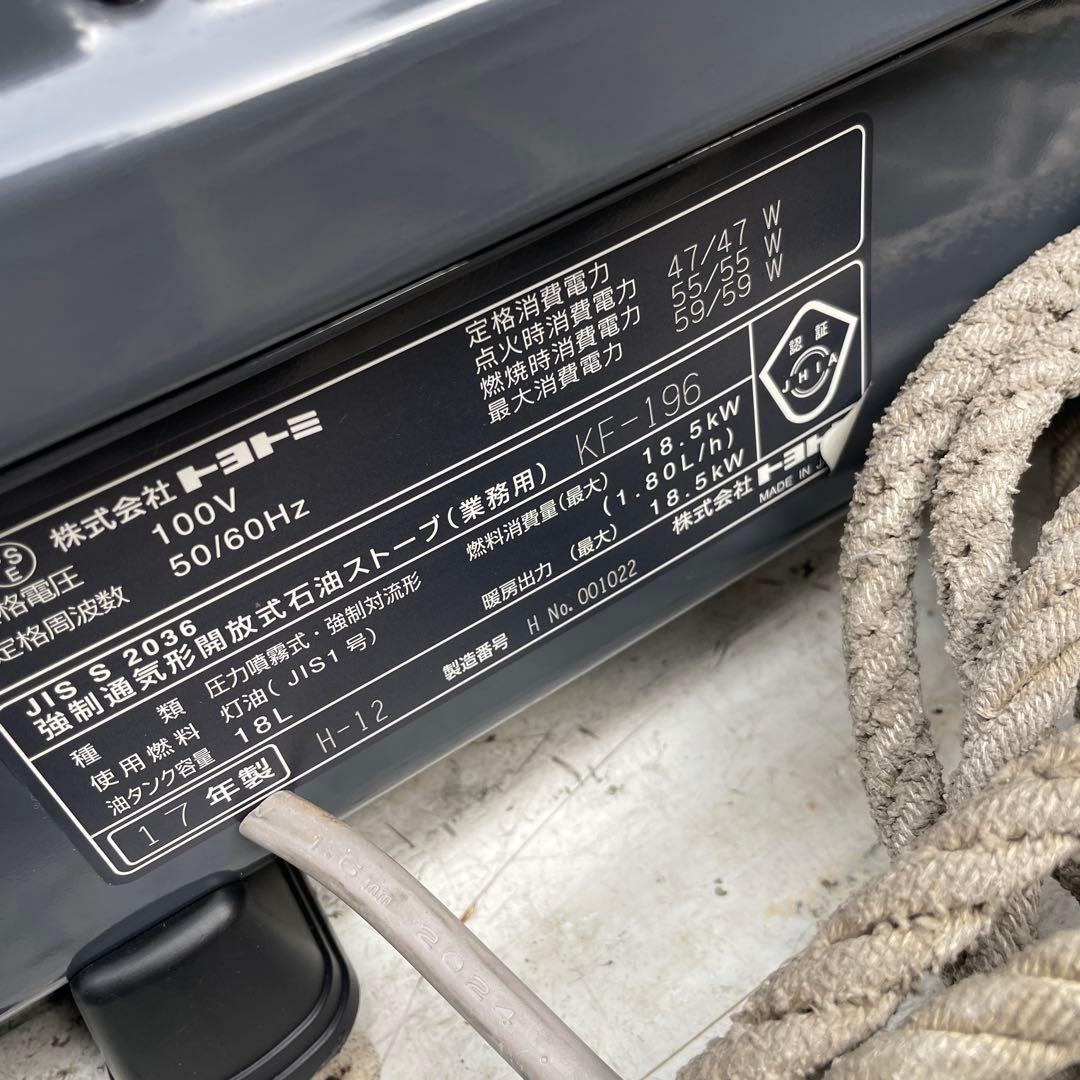 株式会社トヨトミ
PS
E
格電圧 100V
定格周波数 50/60Hz
定格消費電力
点火時消費電力 47/47 W
燃焼時消費電力 55/55 W
最大消費電力 59/59 W
JIS S 2036
強制通気形開放式石油ストーブ(業務用) KF-196
種 類 圧力噴霧式・強制対流形
使用燃料 灯油(JIS1号)
油タンク容量 18L
燃料消費量(最大) 18.5kW
(1.80L/h)
暖房出力 (最大) 18.5kW
認証
JHIA
株式会社トヨト
MADE IN J
17 年製 H-12 製造番号 H No. 001022
1.6mm 2024